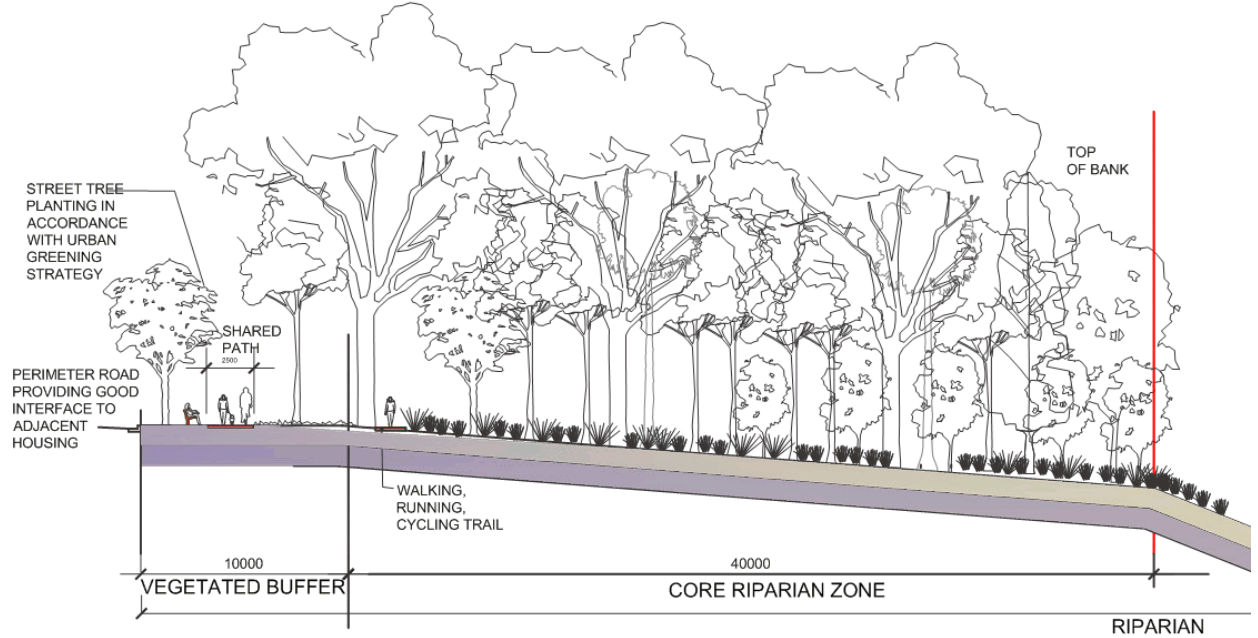 TOP
OF BANK
STREET TREE
PLANTING IN
ACCORDANCE
WITH URBAN
GREENING
STRATEGY
SHARED
PATH
2500
PERIMETER ROAD
PROVIDING GOOD
INTERFACE TO
ADJACENT
HOUSING
WALKING,
RUNNING,
CYCLING TRAIL
10000
40000
VEGETATED BUFFER
CORE RIPARIAN ZONE
RIPARIAN